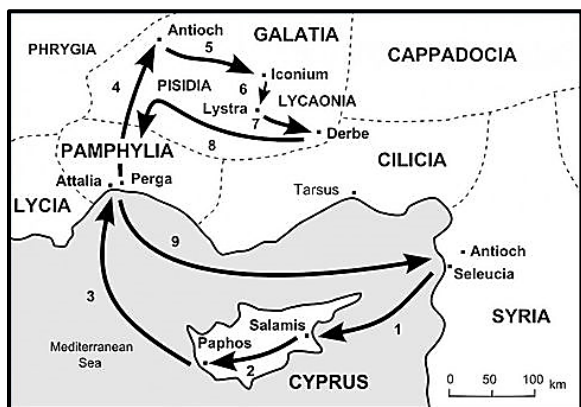 Antioch
5
GALATIA
PHRYGIA
CAPPADOCIA
4
PISIDIA
6
Iconium
Lystra
LYCAONIA
7
Derbe
8
PAMPHYLIA
CILICIA
Attalia
Perga
Tarsus
LYCIA
9
Antioch
Seleucia
3
SYRIA
Salamis
1
Mediterranean
Sea
Paphos
2
CYPRUS
0 50 100
km